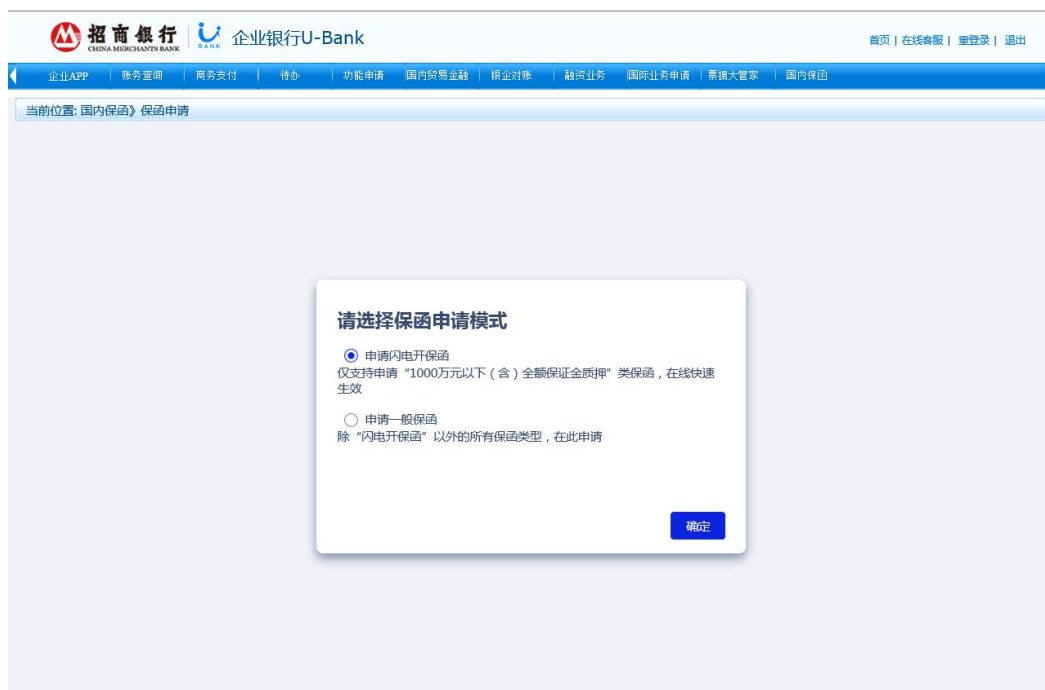 招商银行 企业银行U-Bank
CHINA MERCHANTS BANK BANK
首页 | 在线客服 | 重登录 | 退出
企业APP 账务查询 商务支付 待办 功能申请 国内贸易金融 银企对账 融资业务 国际业务申请 票据大管家 国内保函
当前位置: 国内保函》保函申请
请选择保函申请模式
申请闪电开保函
仅支持申请“1000万元以下(含)全额保证金质押”类保函,在线快速
生效
申请一般保函
除“闪电开保函”以外的所有保函类型,在此申请
确定